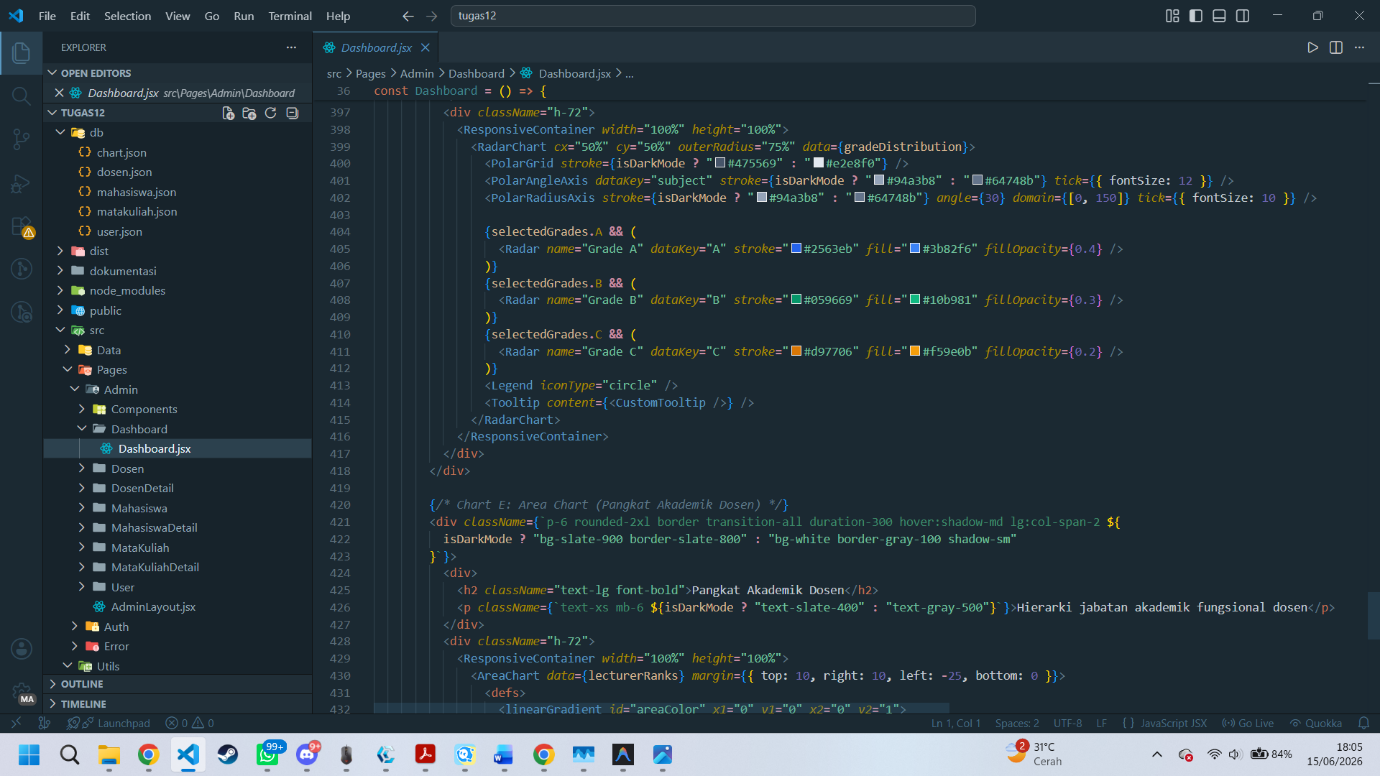 File Edit Selection View Go Run Terminal Help
tugas12
EXPLORER
OPEN EDITORS
Dashboard.jsx src\Pages\Admin\Dashboard
TUGAS12
db
chart.json
dosen.json
mahasiswa.json
matakuliah.json
user.json
dist
dokumentasi
node_modules
public
src
Data
Pages
Admin
Components
Dashboard
Dashboard.jsx
Dosen
DosenDetail
Mahasiswa
MahasiswaDetail
MataKuliah
MataKuliahDetail
User
AdminLayout.jsx
Auth
Error
Utils
OUTLINE
TIMELINE
MA
Dashboard.jsx
src > Pages > Admin > Dashboard > Dashboard.jsx > ...
36 const Dashboard = () => {
397 <div className="h-72">
398 <ResponsiveContainer width="100%" height="100%">
399 <RadarChart cx="50%" cy="50%" outerRadius="75%" data={gradeDistribution}>
400 <PolarGrid stroke={isDarkMode ? "#475569" : "#e2e8f0"} />
401 <PolarAngleAxis dataKey="subject" stroke={isDarkMode ? "#94a3b8" : "#64748b"} tick={{ fontSize: 12 }} />
402 <PolarRadiusAxis stroke={isDarkMode ? "#94a3b8" : "#64748b"} angle={30} domain={[0, 150]} tick={{ fontSize: 10 }} />
403
404 {selectedGrades.A && (
405 <Radar name="Grade A" dataKey="A" stroke="#2563eb" fill="#3b82f6" fillOpacity={0.4} />
406 )}
407 {selectedGrades.B && (
408 <Radar name="Grade B" dataKey="B" stroke="#059669" fill="#10b981" fillOpacity={0.3} />
409 )}
410 {selectedGrades.C && (
411 <Radar name="Grade C" dataKey="C" stroke="#d97706" fill="#f59e0b" fillOpacity={0.2} />
412 )}
413 <Legend iconType="circle" />
414 <Tooltip content={<CustomTooltip />} />
415 </RadarChart>
416 </ResponsiveContainer>
417 </div>
418 </div>
419
420 {/* Chart E: Area Chart (Pangkat Akademik Dosen) */}
421 <div className={`p-6 rounded-2xl border transition-all duration-300 hover:shadow-md lg:col-span-2 ${
422 isDarkMode ? "bg-slate-900 border-slate-800" : "bg-white border-gray-100 shadow-sm"
423 }`}>
424 <div>
425 <h2 className="text-lg font-bold">Pangkat Akademik Dosen</h2>
426 <p className={`text-xs mb-6 ${isDarkMode ? "text-slate-400" : "text-gray-500"}`}>Hierarki jabatan akademik fungsional dosen</p>
427 </div>
428 <div className="h-72">
429 <ResponsiveContainer width="100%" height="100%">
430 <AreaChart data={lecturerRanks} margin={{ top: 10, right: 10, left: -25, bottom: 0 }}>
431 <defs>
432 <linearGradient id="areaColor" x1="0" y1="0" x2="0" y2="1">
Launchpad 0 0 Ln 1, Col 1 Spaces: 2 UTF-8 LF {} JavaScript JSX Go Live Quokka
99+
9+
2
31°C
Cerah
84%
18:05
15/06/2026